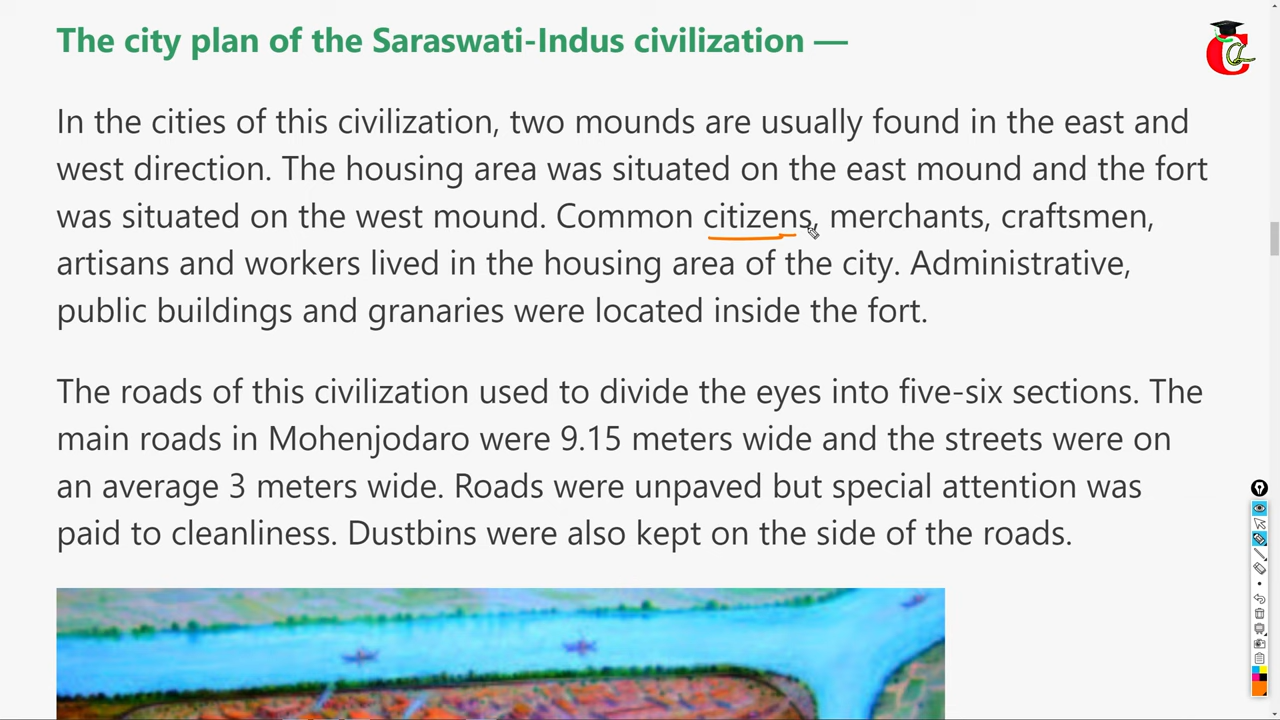 The city plan of the Saraswati-Indus civilization —
In the cities of this civilization, two mounds are usually found in the east and
west direction. The housing area was situated on the east mound and the fort
was situated on the west mound. Common citizens, merchants, craftsmen,
artisans and workers lived in the housing area of the city. Administrative,
public buildings and granaries were located inside the fort.
The roads of this civilization used to divide the eyes into five-six sections. The
main roads in Mohenjodaro were 9.15 meters wide and the streets were on
an average 3 meters wide. Roads were unpaved but special attention was
paid to cleanliness. Dustbins were also kept on the side of the roads.